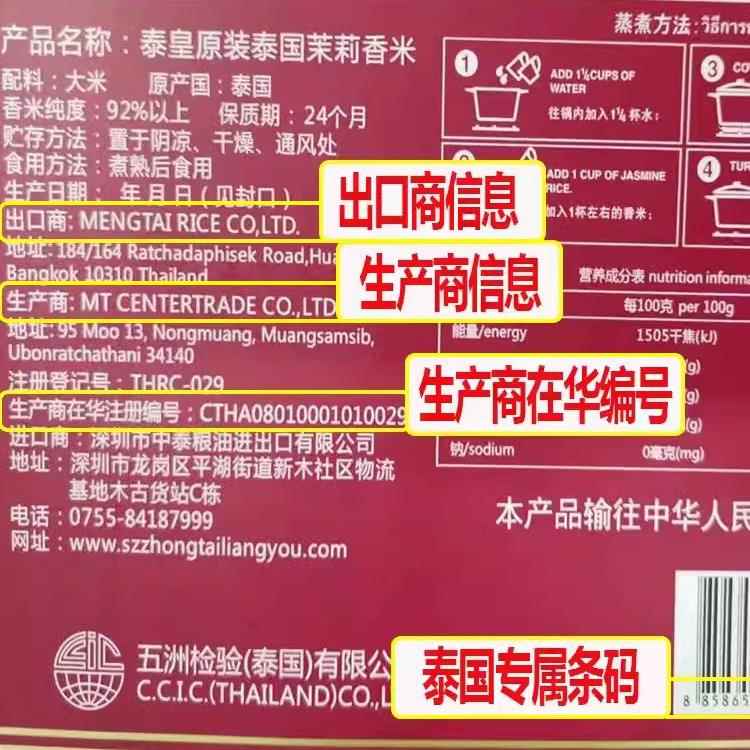 产品名称：泰皇原装泰国茉莉香米
配料：大米 原产国：泰国
香米纯度：92%以上 保质期：24个月
贮存方法：置于阴凉、干燥、通风处
食用方法：煮熟后食用
生产日期： 年 月 日（见封口）
出口商: MENGTAI RICE CO,LTD.
地址: 184/164 Ratchadaphisek Road,Hua
Bangkok 10310 Thailand
生产商: MT CENTERTRADE CO.,LTD
地址: 95 Moo 13, Nongmuang, Muangsamsib,
Ubonratchathani 34140
注册登记号：THRC-029
生产商在华注册编号：CTHA08010001010029
进口商：深圳市中泰粮油进出口有限公司
地址：深圳市龙岗区平湖街道新木社区物流
基地木古货站C栋
电话：0755-84187999
网址：www.szzhongtailiangyou.com
CIC
五洲检验(泰国)有限公
C.C.I.C.(THAILAND)CO.,L
出口商信息
生产商信息
生产商在华编号
泰国专属条码
蒸煮方法: วิธีการ
1
ADD 1¼CUPS OF
WATER
往锅内加入1¼ 杯水；
3
CO
ADD 1 CUP OF JASMINE
RICE.
加入1杯左右的香米；
4
TUR
营养成分表 nutrition informa
每100克 per 100g
能量/energy 1505千焦(kJ)
(g)
(g)
(g)
钠/sodium 0毫克(mg)
本产品输往中华人民
8 85865